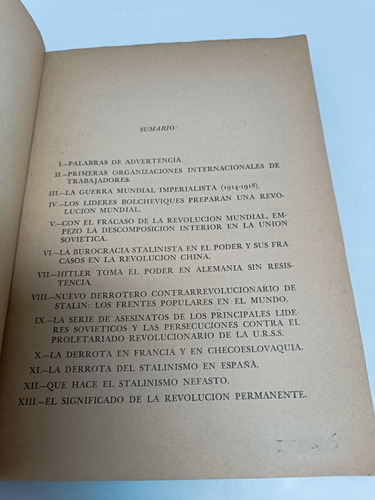 SUMARIO:
I.—PALABRAS DE ADVERTENCIA.
II.—PRIMERAS ORGANIZACIONES INTERNACIONALES DE
TRABAJADORES.
III.—LA GUERRA MUNDIAL IMPERIALISTA (1914-1918).
IV.—LOS LIDERES BOLCHEVIQUES PREPARAN UNA REVO-
LUCION MUNDIAL.
V.—CON EL FRACASO DE LA REVOLUCION MUNDIAL, EM-
PEZO LA DESCOMPOSICION INTERIOR EN LA UNION
SOVIETICA.
VI.—LA BUROCRACIA STALINISTA EN EL PODER Y SUS FRA-
CASOS EN LA REVOLUCION CHINA.
VII.—HITLER TOMA EL PODER EN ALEMANIA SIN RESIS-
TENCIA.
VIII.—NUEVO DERROTERO CONTRARREVOLUCIONARIO DE
STALIN: LOS FRENTES POPULARES EN EL MUNDO.
IX.—LA SERIE DE ASESINATOS DE LOS PRINCIPALES LIDE-
RES SOVIETICOS Y LAS PERSECUCIONES CONTRA EL
PROLETARIADO REVOLUCIONARIO DE LA U.R.S.S.
X.—LA DERROTA EN FRANCIA Y EN CHECOESLOVAQUIA.
XI.—LA DERROTA DEL STALINISMO EN ESPAÑA.
XII.—QUE HACE EL STALINISMO NEFASTO.
XIII.—EL SIGNIFICADO DE LA REVOLUCION PERMANENTE.